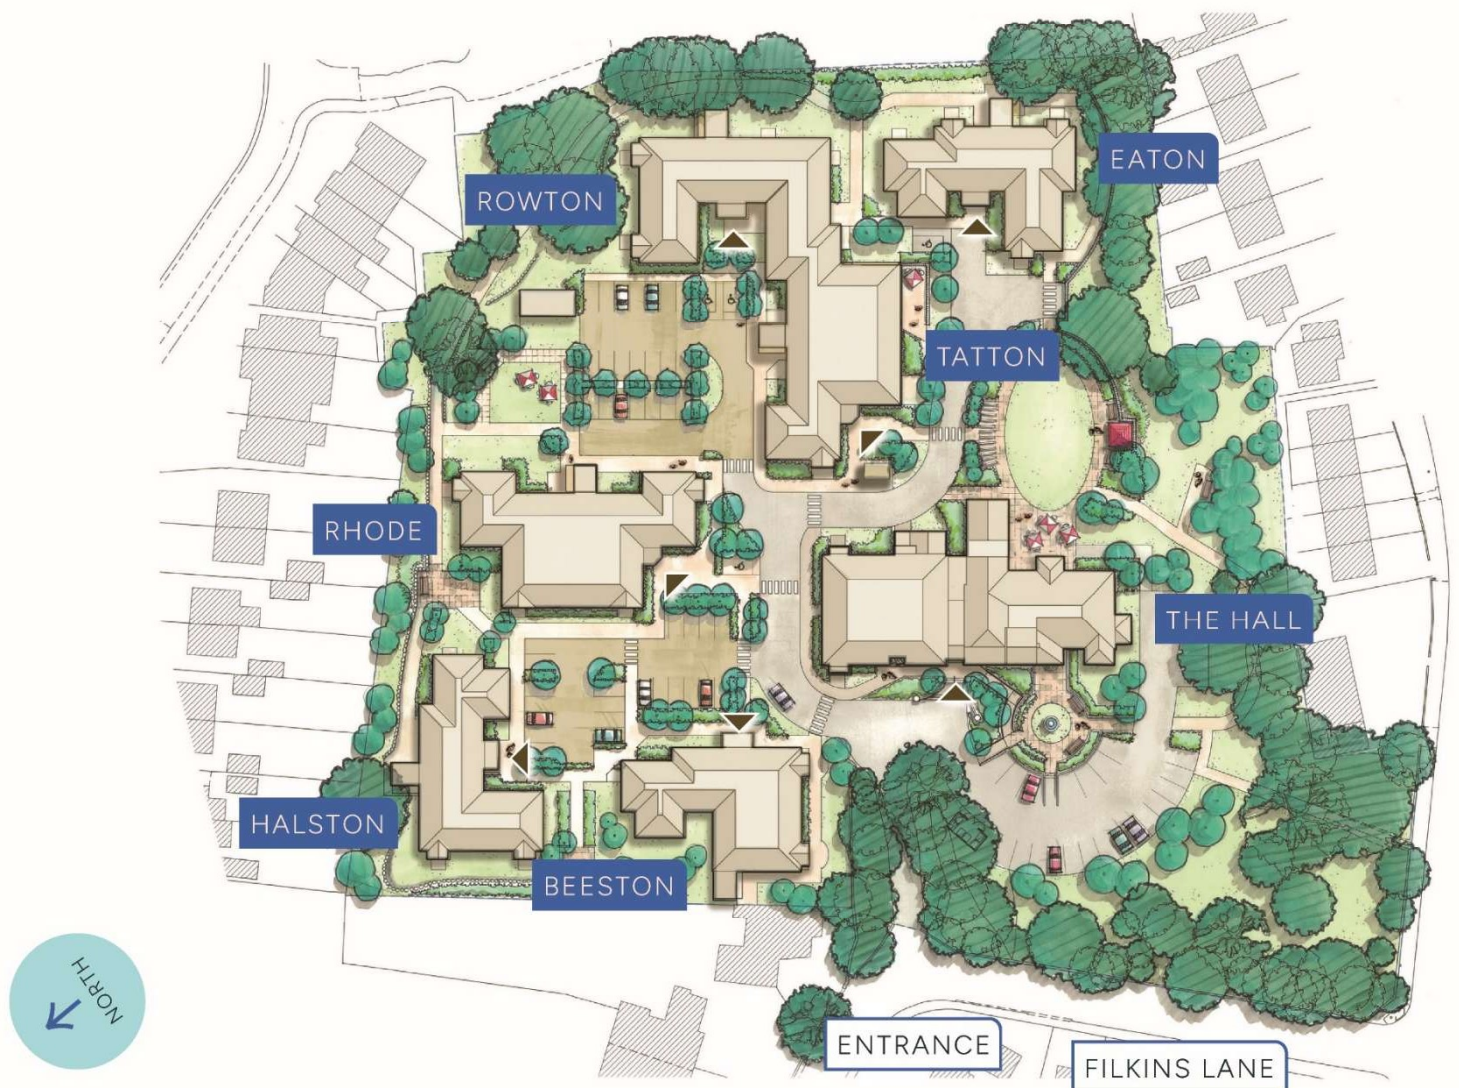 EATON
ROWTON
TATTON
RHODE
THE HALL
HALSTON
BEESTON
NORTH
ENTRANCE
FILKINS LANE